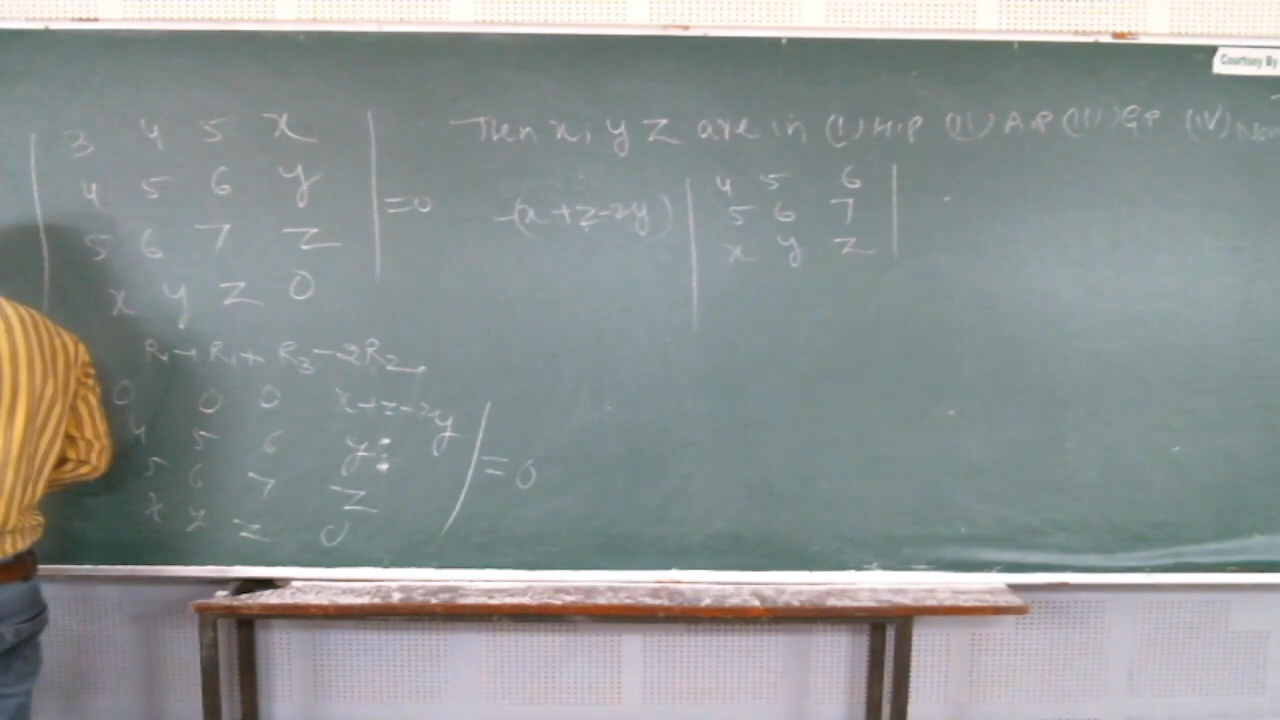 | 3 4 5 x |
| 4 5 6 y | = 0
| 5 6 7 z |
| x y z 0 |
R₁→R₁+R₃-2R₂
0 0 0 x+z-2y |
4 5 6 y |
5 6 7 z | = 0
x y z 0 |
Then x, y z are in (I) H.P (II) A.P (III) G.P (IV) Non
| 4 5 6 |
-(x+z-2y) | 5 6 7 |
| x y z |
Courtsey By